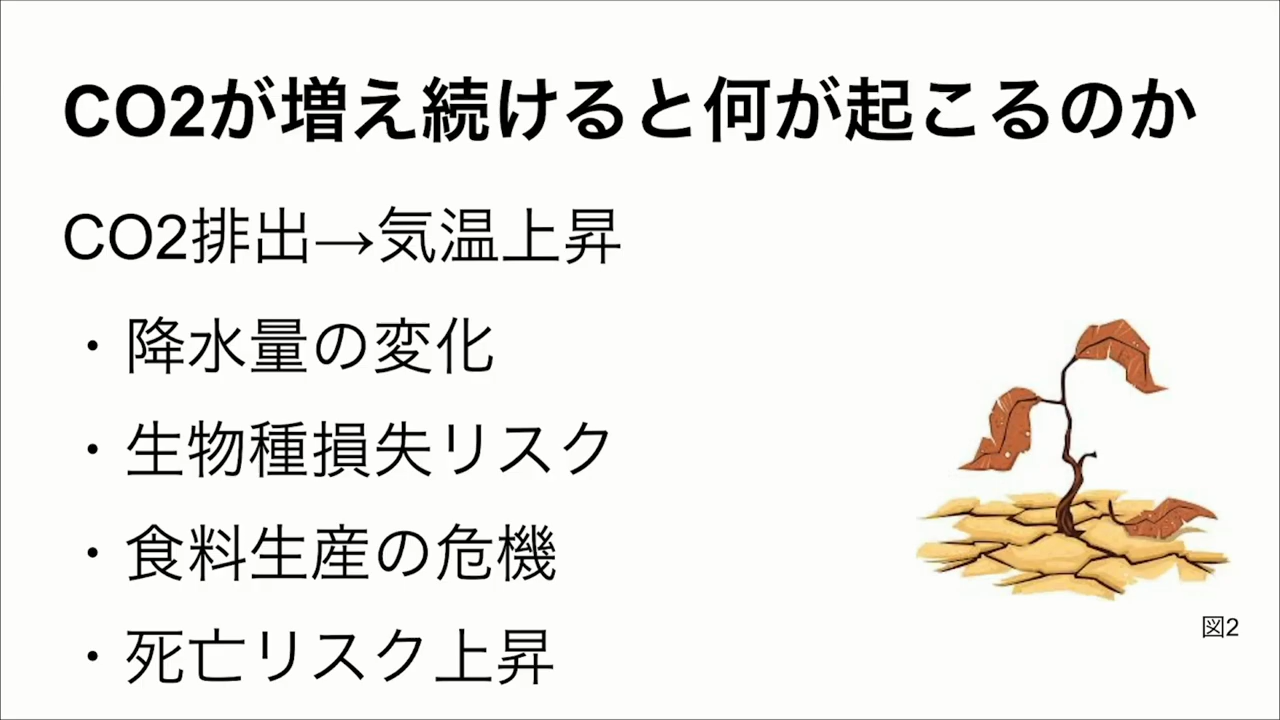 CO2が増え続けると何が起こるのか
CO2排出→気温上昇
・降水量の変化
・生物種損失リスク
・食料生産の危機
・死亡リスク上昇
図2